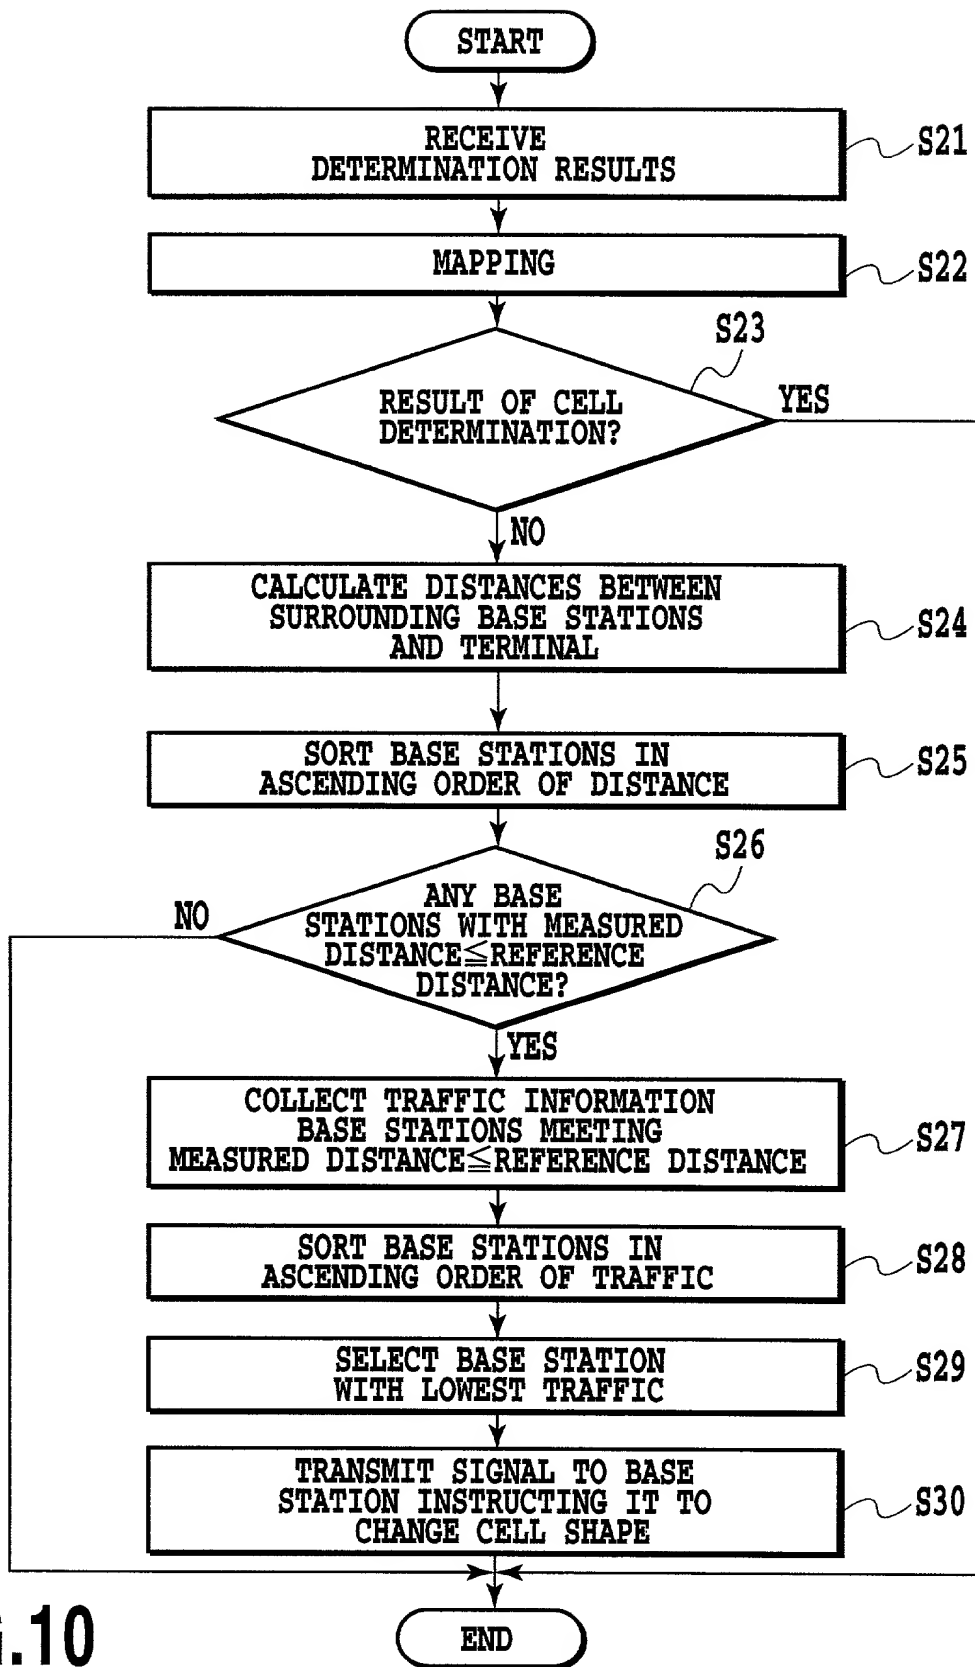 START
RECEIVE
DETERMINATION RESULTS
S21
MAPPING
S22
S23
RESULT OF CELL
DETERMINATION?
YES
NO
CALCULATE DISTANCES BETWEEN
SURROUNDING BASE STATIONS
AND TERMINAL
S24
SORT BASE STATIONS IN
ASCENDING ORDER OF DISTANCE
S25
S26
ANY BASE
STATIONS WITH MEASURED
DISTANCE≦REFERENCE
DISTANCE?
NO
YES
COLLECT TRAFFIC INFORMATION
BASE STATIONS MEETING
MEASURED DISTANCE≦REFERENCE DISTANCE
S27
SORT BASE STATIONS IN
ASCENDING ORDER OF TRAFFIC
S28
SELECT BASE STATION
WITH LOWEST TRAFFIC
S29
TRANSMIT SIGNAL TO BASE
STATION INSTRUCTING IT TO
CHANGE CELL SHAPE
S30
END
.10